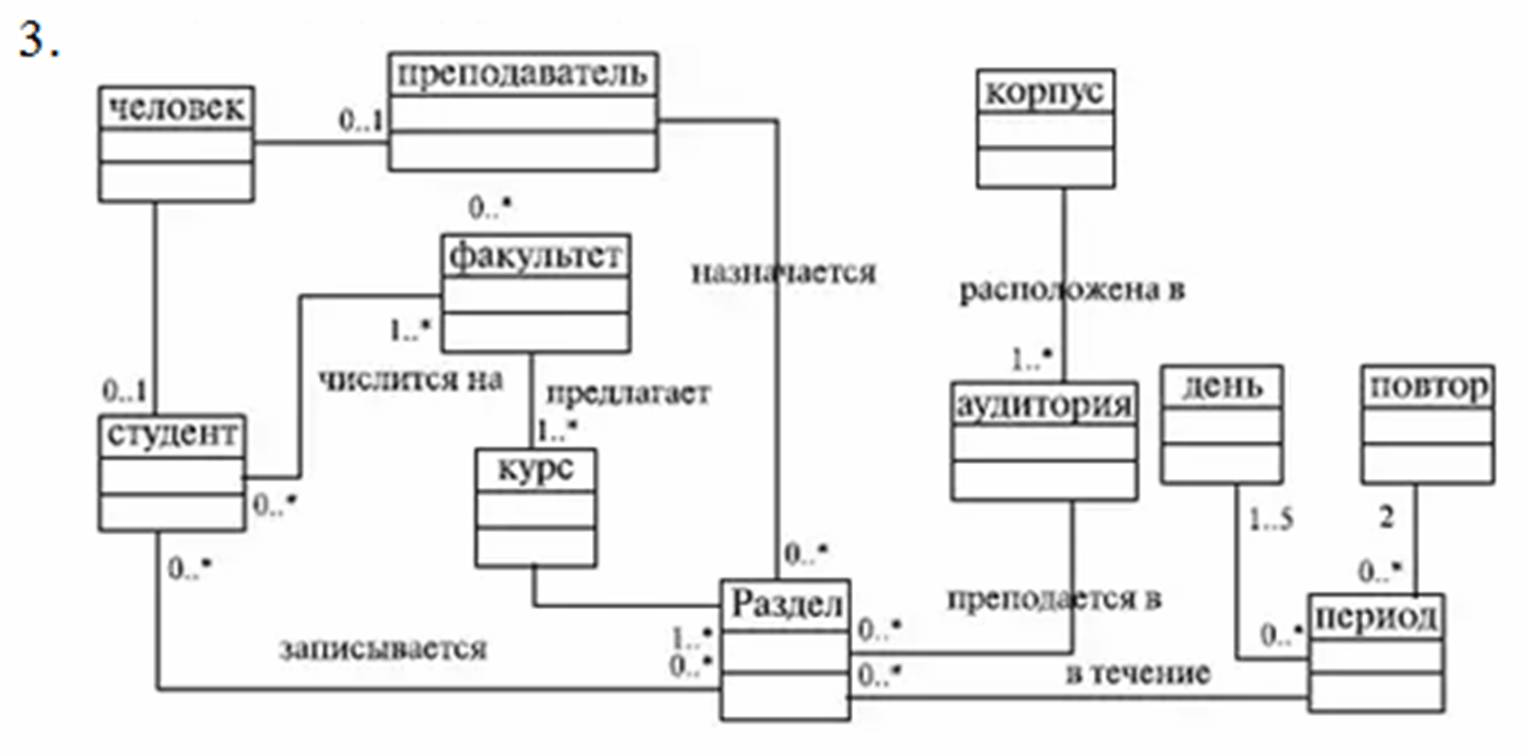 3.
человек
преподаватель
корпус
0..1
0..*
факультет
назначается
расположена в
1..*
числится на
предлагает
1..*
0..1
студент
0..*
0..*
курс
1..*
аудитория
день
повтор
1..5
2
0..*
0..*
0..*
Раздел
преподается в
период
записывается
1..*
0..*
0..*
0..*
в течение